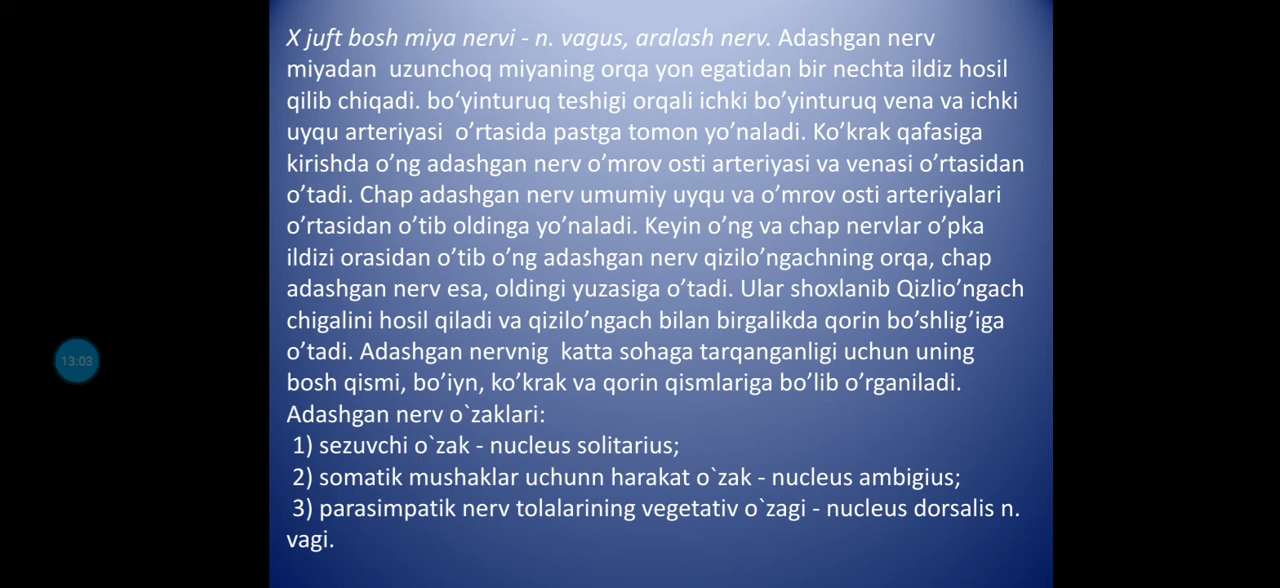 X juft bosh miya nervi - n. vagus, aralash nerv. Adashgan nerv
miyadan uzunchoq miyaning orqa yon egatidan bir nechta ildiz hosil
qilib chiqadi. bo‘yinturuq teshigi orqali ichki bo’yinturuq vena va ichki
uyqu arteriyasi o’rtasida pastga tomon yo’naladi. Ko’krak qafasiga
kirishda o’ng adashgan nerv o’mrov osti arteriyasi va venasi o’rtasidan
o’tadi. Chap adashgan nerv umumiy uyqu va o’mrov osti arteriyalari
o’rtasidan o’tib oldinga yo’naladi. Keyin o’ng va chap nervlar o’pka
ildizi orasidan o’tib o’ng adashgan nerv qizilo’ngachning orqa, chap
adashgan nerv esa, oldingi yuzasiga o’tadi. Ular shoxlanib Qizlio’ngach
chigalini hosil qiladi va qizilo’ngach bilan birgalikda qorin bo’shlig’iga
o’tadi. Adashgan nervnig katta sohaga tarqanganligi uchun uning
bosh qismi, bo’iyn, ko’krak va qorin qismlariga bo’lib o’rganiladi.
Adashgan nerv o`zaklari:
1) sezuvchi o`zak - nucleus solitarius;
2) somatik mushaklar uchunn harakat o`zak - nucleus ambigius;
3) parasimpatik nerv tolalarining vegetativ o`zagi - nucleus dorsalis n.
vagi.
13:03